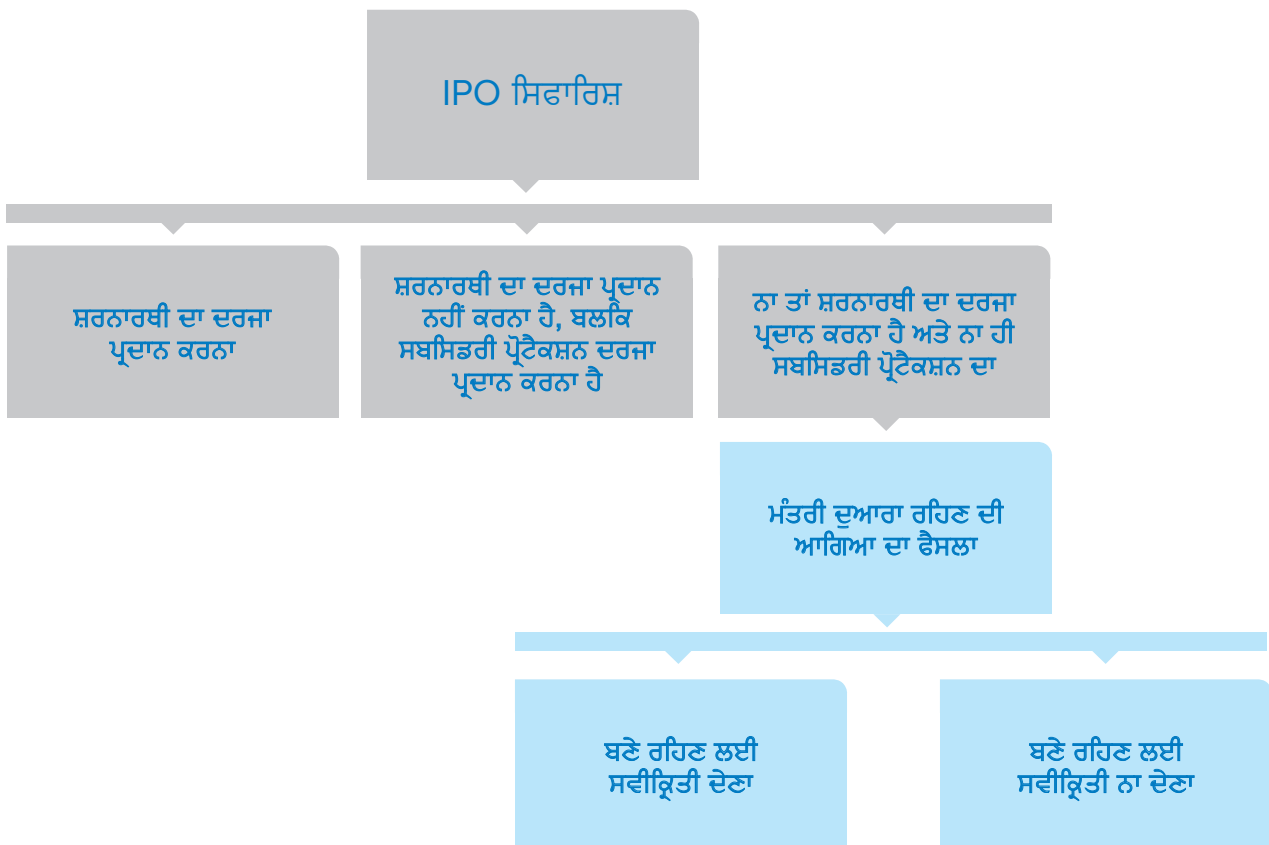 IPO ਸਿਫਾਰਿਸ਼
ਸ਼ਰਨਾਰਥੀ ਦਾ ਦਰਜਾ
ਪ੍ਰਦਾਨ ਕਰਨਾ
ਸ਼ਰਨਾਰਥੀ ਦਾ ਦਰਜਾ ਪ੍ਰਦਾਨ
ਨਹੀਂ ਕਰਨਾ ਹੈ, ਬਲਕਿ
ਸਬਸਿਡਰੀ ਪ੍ਰੋਟੈਕਸ਼ਨ ਦਰਜਾ
ਪ੍ਰਦਾਨ ਕਰਨਾ ਹੈ
ਨਾ ਤਾਂ ਸ਼ਰਨਾਰਥੀ ਦਾ ਦਰਜਾ
ਪ੍ਰਦਾਨ ਕਰਨਾ ਹੈ ਅਤੇ ਨਾ ਹੀ
ਸਬਸਿਡਰੀ ਪ੍ਰੋਟੈਕਸ਼ਨ ਦਾ
ਮੰਤਰੀ ਦੁਆਰਾ ਰਹਿਣ ਦੀ
ਆਗਿਆ ਦਾ ਫੈਸਲਾ
ਬਣੇ ਰਹਿਣ ਲਈ
ਸਵੀਕ੍ਰਿਤੀ ਦੇਣਾ
ਬਣੇ ਰਹਿਣ ਲਈ
ਸਵੀਕ੍ਰਿਤੀ ਨਾ ਦੇਣਾ